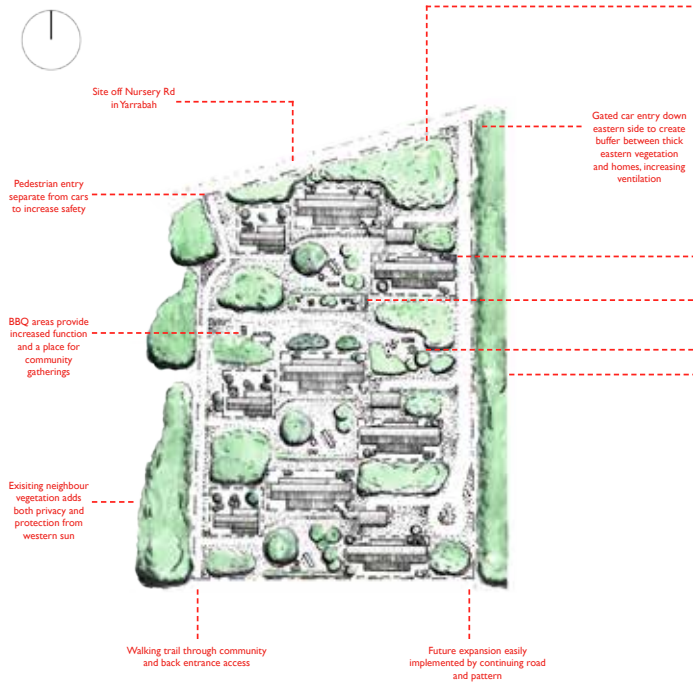 Site off Nursery Rd
in Yarrabah
Gated car entry down
eastern side to create
buffer between thick
eastern vegetation
and homes, increasing
ventilation
Pedestrian entry
separate from cars
to increase safety
BBQ areas provide
increased function
and a place for
community
gatherings
Exisiting neighbour
vegetation adds
both privacy and
protection from
western sun
Walking trail through community
and back entrance access
Future expansion easily
implemented by continuing road
and pattern